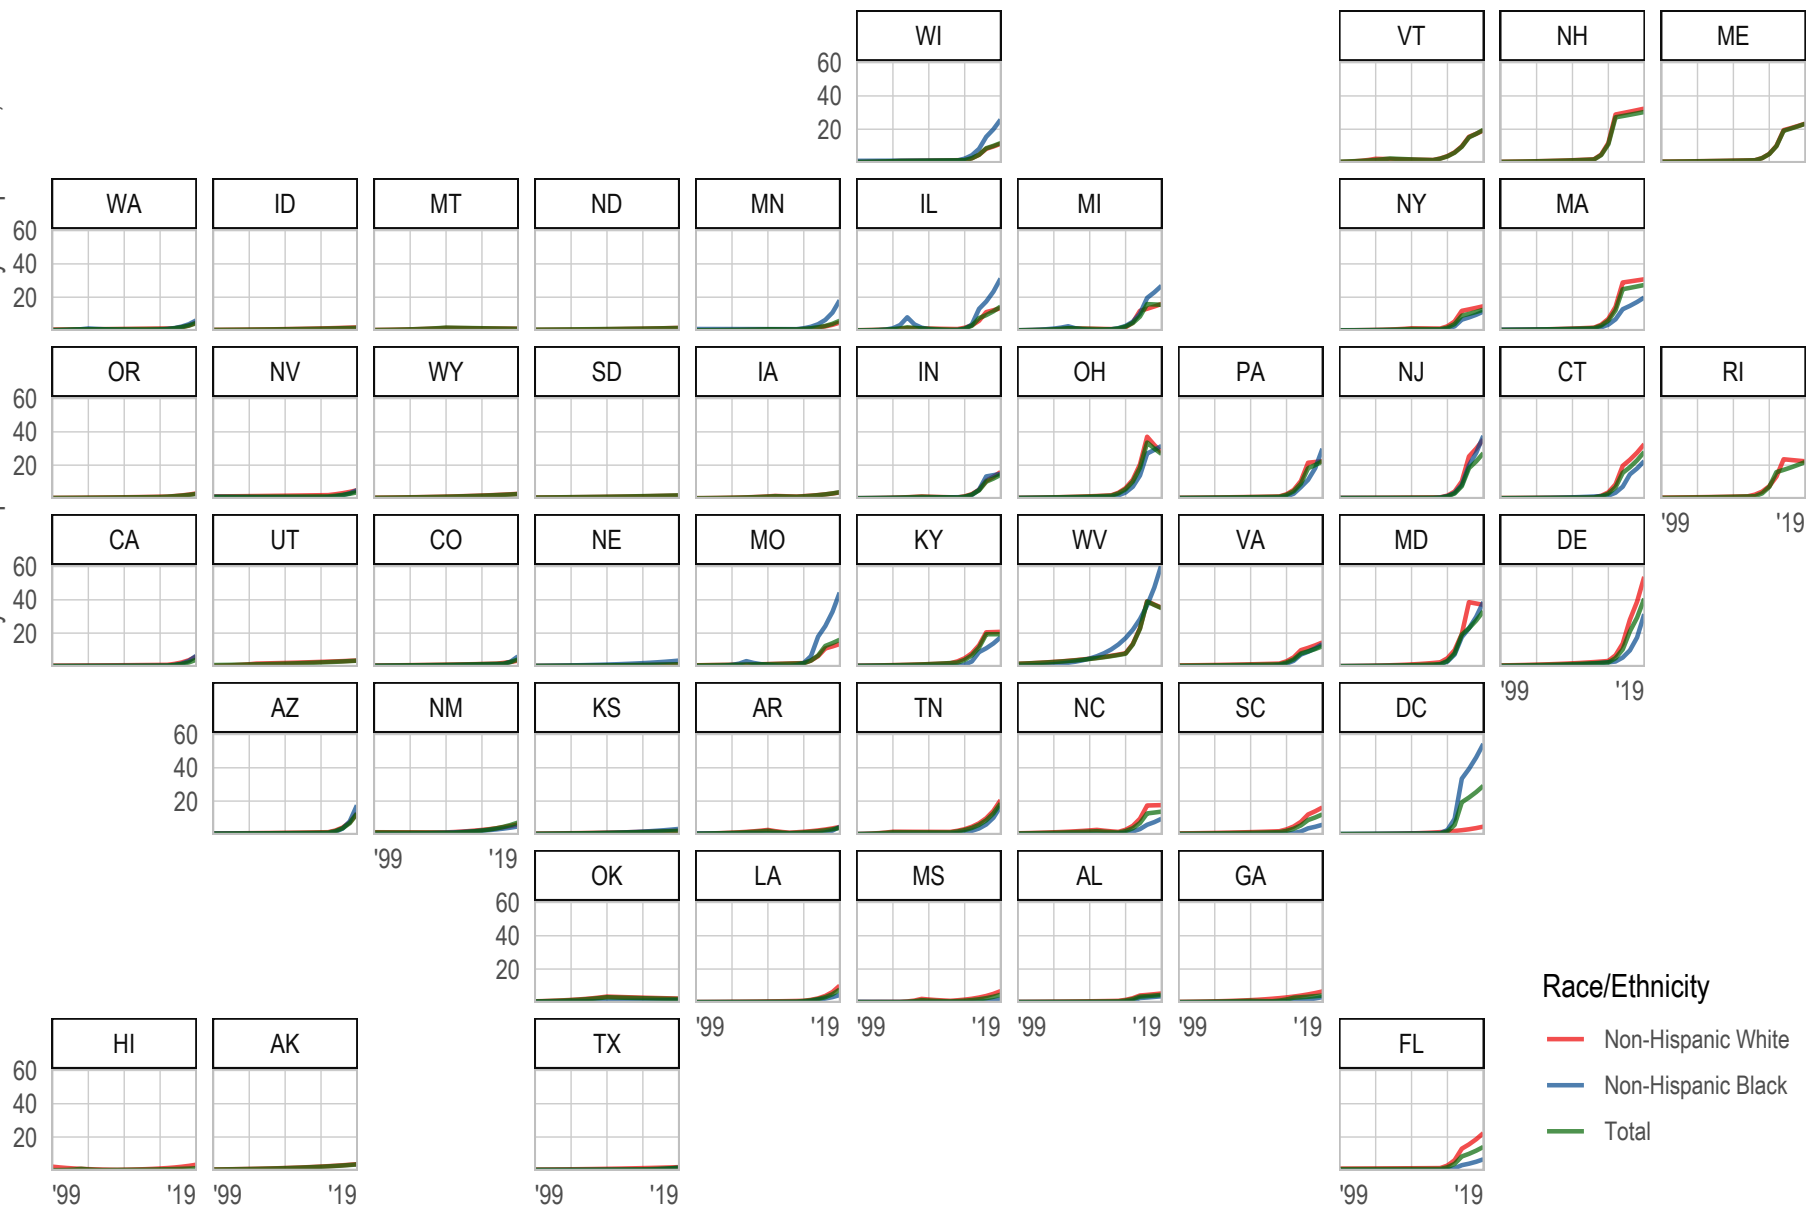 WI VT NH ME
60
40
20
WA ID MT ND MN IL MI NY MA
60
40
20
OR NV WY SD IA IN OH PA NJ CT RI
60
40
20
'99 '19
CA UT CO NE MO KY WV VA MD DE
60
40
20
'99 '19
AZ NM KS AR TN NC SC DC
60
40
20
'99 '19
OK LA MS AL GA
60
40
20
'99 '19 '99 '19 '99 '19 '99 '19
HI AK TX FL
60
40
20
'99 '19 '99 '19 '99 '19 '99 '19
Race/Ethnicity
Non-Hispanic White
Non-Hispanic Black
Total